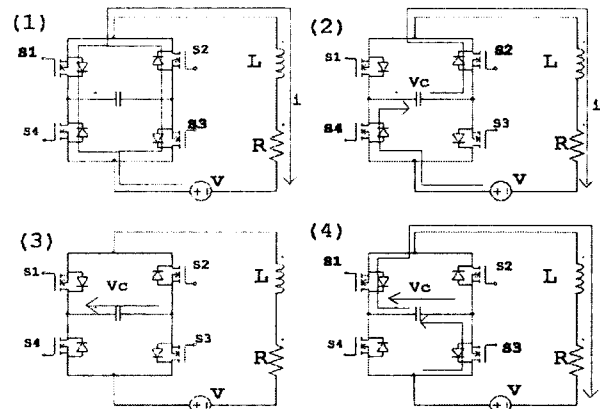 (1)
S1
S2
L
i
S4
S3
R
V
+
(2)
S1
S2
L
Vc
i
S4
S3
R
V
+
(3)
S1
S2
Vc
L
S4
S3
R
V
+
(4)
S1
S2
Vc
L
S4
S3
R
V
+